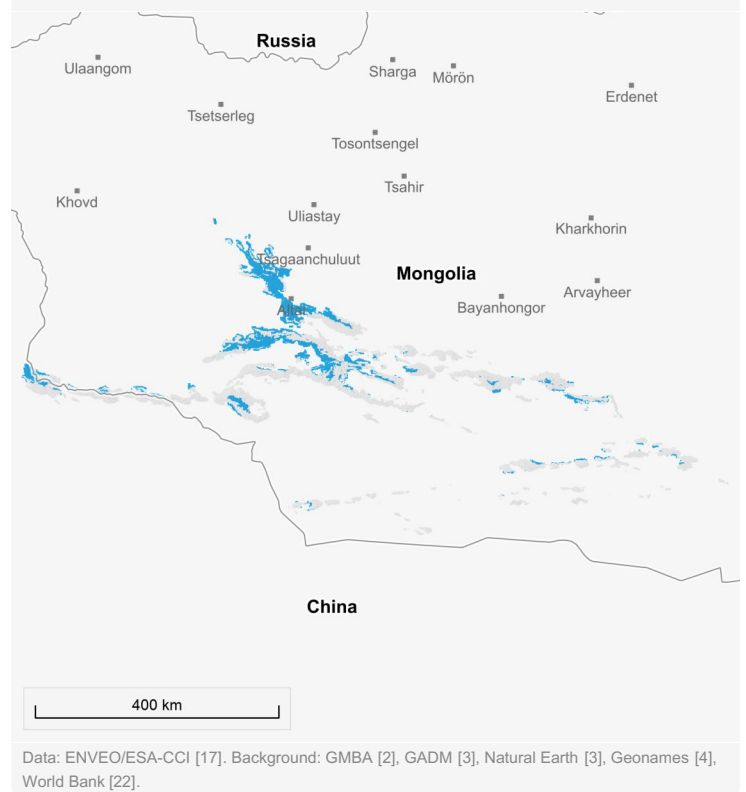 Russia
Ulaangom
Sharga
Mörön
Erdenet
Tsetserleg
Tosontsengel
Tsahir
Khovd
Uliastay
Kharkhorin
Tsagaanchuluut
Mongolia
Arvayheer
Bayanhongor
Altai
China
400 km
Data: ENVEO/ESA-CCI [17]. Background: GMBA [2], GADM [3], Natural Earth [3], Geonames [4],
World Bank [22].